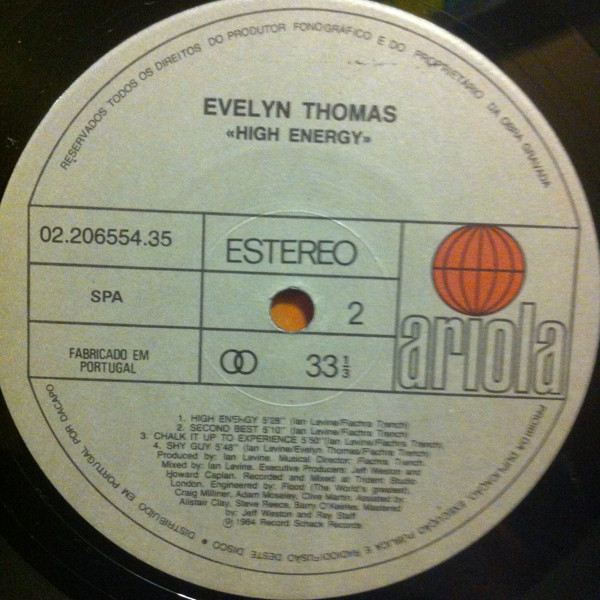 RESERVADOS TODOS OS DIREITOS DO PRODUTOR FONOGRÁFICO E DO PROPRIETÁRIO DA OBRA GRAVADA
EVELYN THOMAS
«HIGH ENERGY»
02.206554.35
ESTEREO
SPA
2
ariola
FABRICADO EM
PORTUGAL
33 1/3
1. HIGH ENERGY 5'28" (Ian Levine/Fiachra Trench)
2. SECOND BEST 5'10" (Ian Levine/Fiachra Trench)
3. CHALK IT UP TO EXPERIENCE 5'50" (Ian Levine/Fiachra Trench)
4. SHY GUY 5'48" (Ian Levine/Evelyn Thomas/Fiachra Trench)
Produced by: Ian Levine. Musical Director: Fiachra Trench.
Mixed by: Ian Levine. Executive Producers: Jeff Weston and
Howard Caplan. Recorded and Mixed at Trident Studio
London. Engineered by: Flood (The World's greatest),
Craig Milliner, Adam Moseley, Clive Martin. Assisted by:
Alistair Clay, Steve Reece, Barry O'Keeffe. Mastered
by: Jeff Weston and Ray Staff
Ⓟ 1984 Record Schack Records
PROIBIDA A DUPLICAÇÃO, EXECUÇÃO PÚBLICA E RADIODIFUSÃO DESTE DISCO • DISTRIBUÍDO EM PORTUGAL POR DACAPO